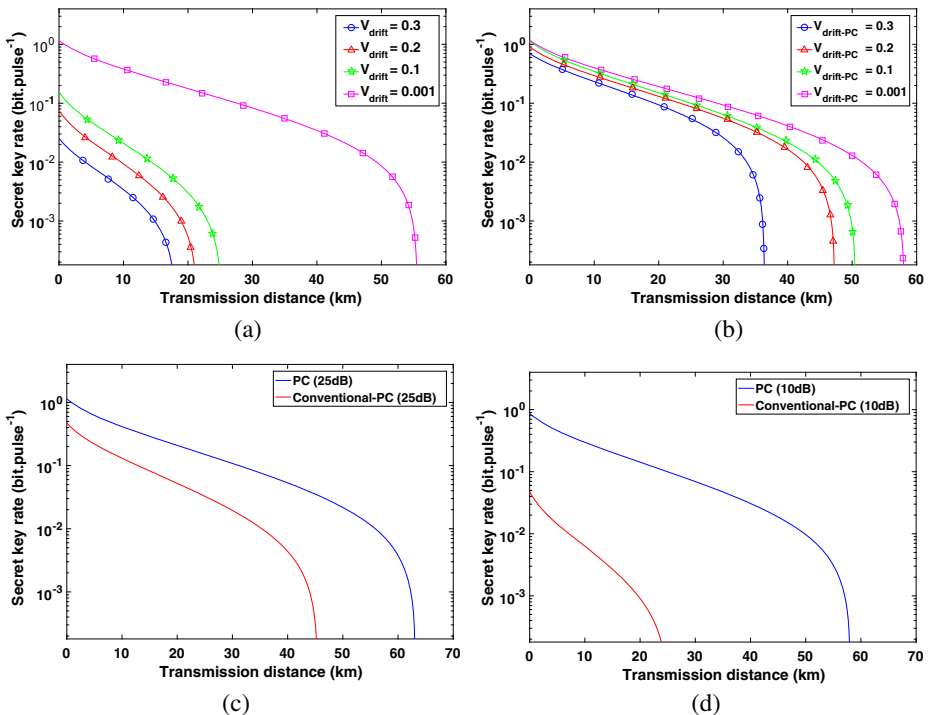 V_drift = 0.3
V_drift = 0.2
V_drift = 0.1
V_drift = 0.001
Secret key rate (bit.pulse^-1)
10^0
10^-1
10^-2
10^-3
0 10 20 30 40 50 60
Transmission distance (km)
(a)
V_drift-PC = 0.3
V_drift-PC = 0.2
V_drift-PC = 0.1
V_drift-PC = 0.001
Secret key rate (bit.pulse^-1)
10^0
10^-1
10^-2
10^-3
0 10 20 30 40 50 60
Transmission distance (km)
(b)
PC (25dB)
Conventional-PC (25dB)
Secret key rate (bit.pulse^-1)
10^0
10^-1
10^-2
10^-3
0 10 20 30 40 50 60 70
Transmission distance (km)
(c)
PC (10dB)
Conventional-PC (10dB)
Secret key rate (bit.pulse^-1)
10^0
10^-1
10^-2
10^-3
0 10 20 30 40 50 60 70
Transmission distance (km)
(d)